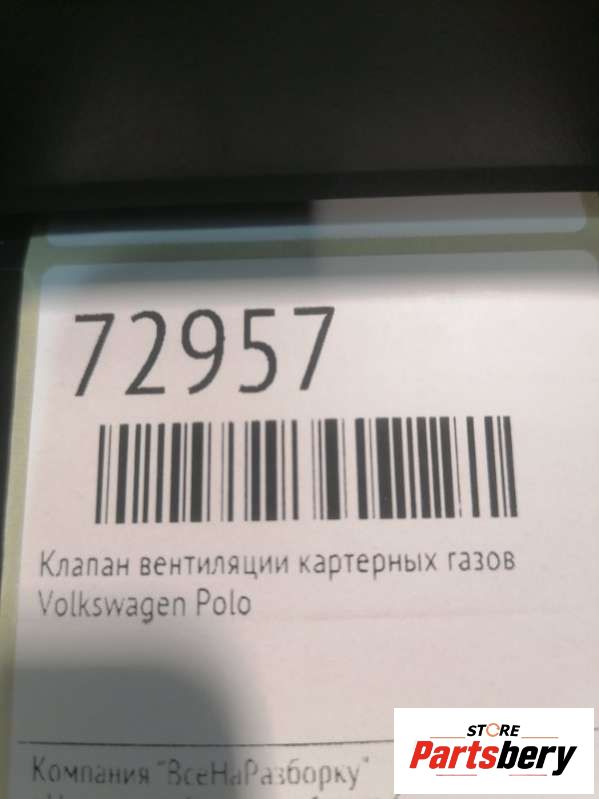 72957
Клапан вентиляции картерных газов
Volkswagen Polo
Компания "ВсеНаРазборку"
STORE
Partsbery